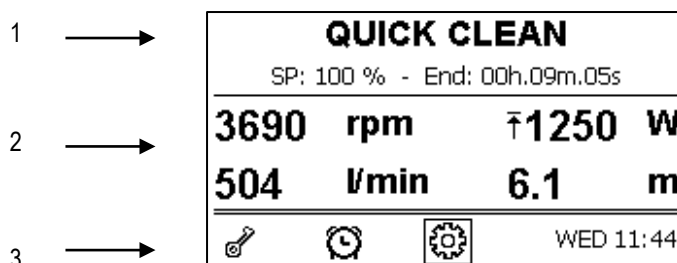 1
QUICK CLEAN
SP: 100 % - End: 00h.09m.05s
2
3690 rpm 1250 W
504 l/min 6.1 m
3
WED 11:44